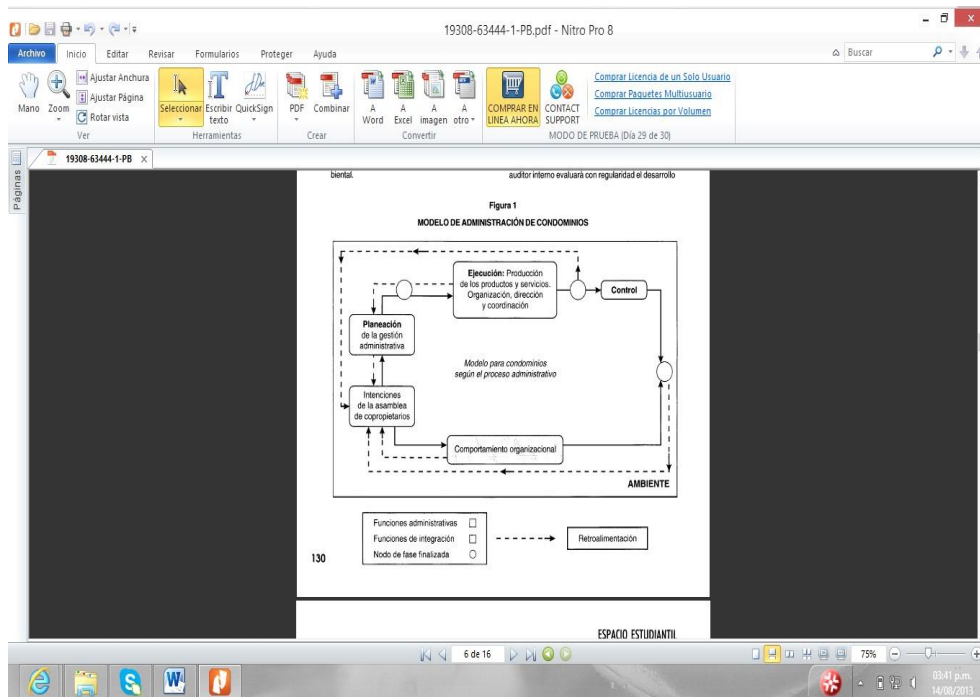 19308-63444-1-PB.pdf - Nitro Pro 8
Archivo Inicio Editar Revisar Formularios Proteger Ayuda
Buscar
Mano
Zoom
Ajustar Anchura
Ajustar Página
Rotar vista
Ver
Seleccionar
Escribir texto
QuickSign
Herramientas
PDF
Combinar
Crear
A Word
A Excel
A imagen
A otro
Convertir
COMPRAR EN LINEA AHORA
CONTACT SUPPORT
Comprar Licencia de un Solo Usuario
Comprar Paquetes Multiusuario
Comprar Licencias por Volumen
MODO DE PRUEBA (Día 29 de 30)
19308-63444-1-PB x
Páginas
biental.
auditor interno evaluará con regularidad el desarrollo
Figura 1
MODELO DE ADMINISTRACIÓN DE CONDOMINIOS
Ejecución: Producción
de los productos y servicios.
Organización, dirección
y coordinación
Control
Planeación
de la gestión
administrativa
Modelo para condominios
según el proceso administrativo
Intenciones
de la asamblea
de copropietarios
Comportamiento organizacional
AMBIENTE
Funciones administrativas
Funciones de integración
Nodo de fase finalizada
Retroalimentación
130
ESPACIO ESTUDIANTIL
6 de 16
75%
03:41 p.m.
14/08/2013